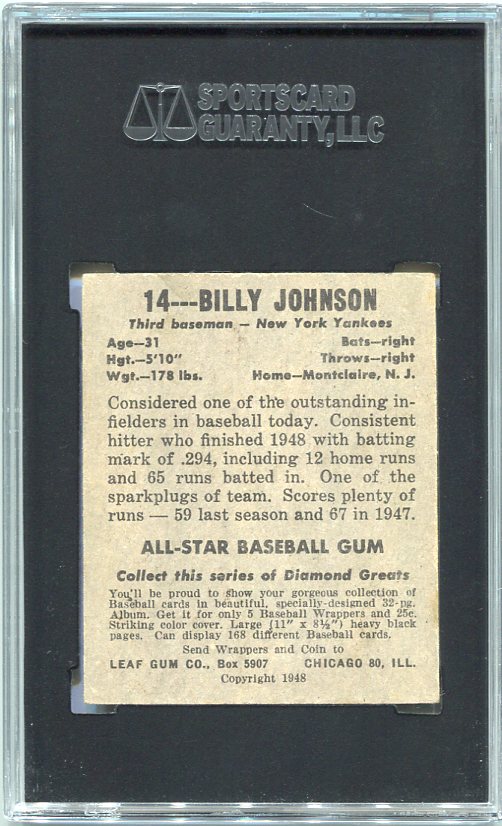 SPORTSCARD
GUARANTY, LLC
14---BILLY JOHNSON
Third baseman — New York Yankees
Age—31 Bats—right
Hgt.—5'10" Throws—right
Wgt.—178 lbs. Home—Montclaire, N. J.
Considered one of the outstanding in-
fielders in baseball today. Consistent
hitter who finished 1948 with batting
mark of .294, including 12 home runs
and 65 runs batted in. One of the
sparkplugs of team. Scores plenty of
runs — 59 last season and 67 in 1947.
ALL-STAR BASEBALL GUM
Collect this series of Diamond Greats
You'll be proud to show your gorgeous collection of
Baseball cards in beautiful, specially-designed 32-pg.
Album. Get it for only 5 Baseball Wrappers and 25c.
Striking color cover. Large [11" x 8½") heavy black
pages. Can display 168 different Baseball cards.
Send Wrappers and Coin to
LEAF GUM CO., Box 5907 CHICAGO 80, ILL.
Copyright 1948